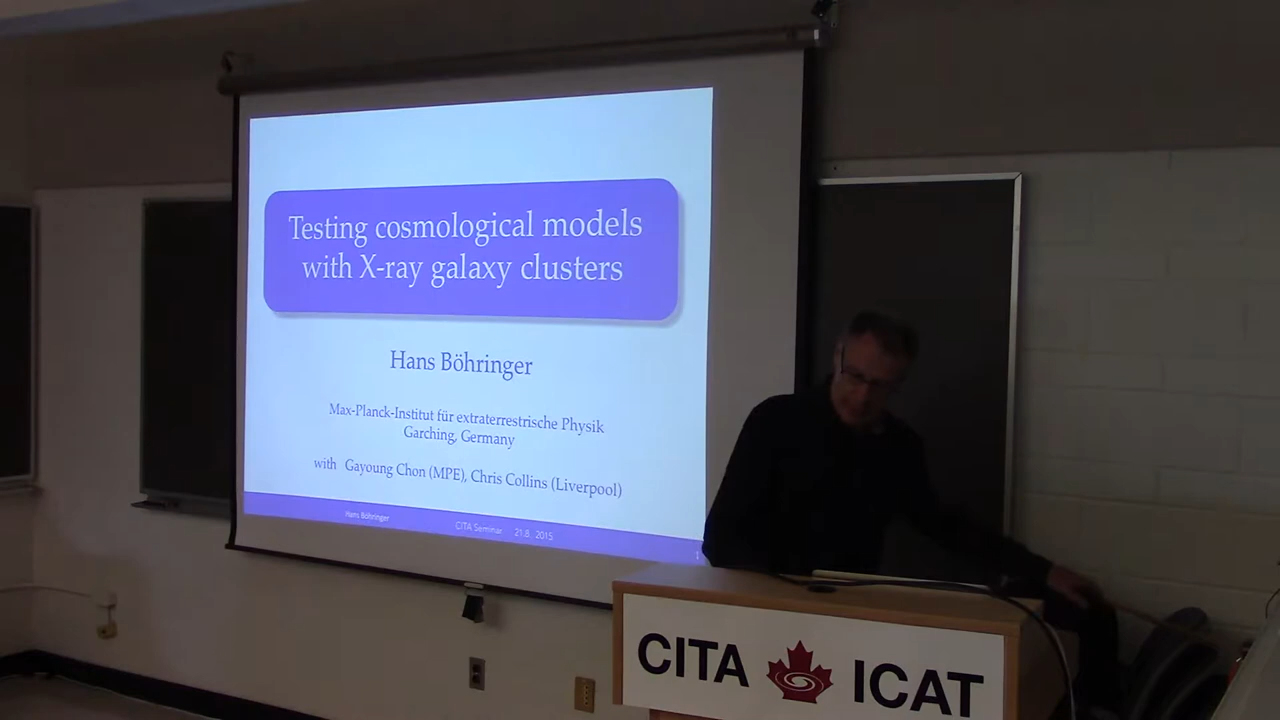 Testing cosmological models
with X-ray galaxy clusters
Hans Böhringer
Max-Planck-Institut für extraterrestrische Physik
Garching, Germany
with Gayoung Chon (MPE), Chris Collins (Liverpool)
Hans Böhringer CITA Seminar 21.8. 2015 1
CITA ICAT